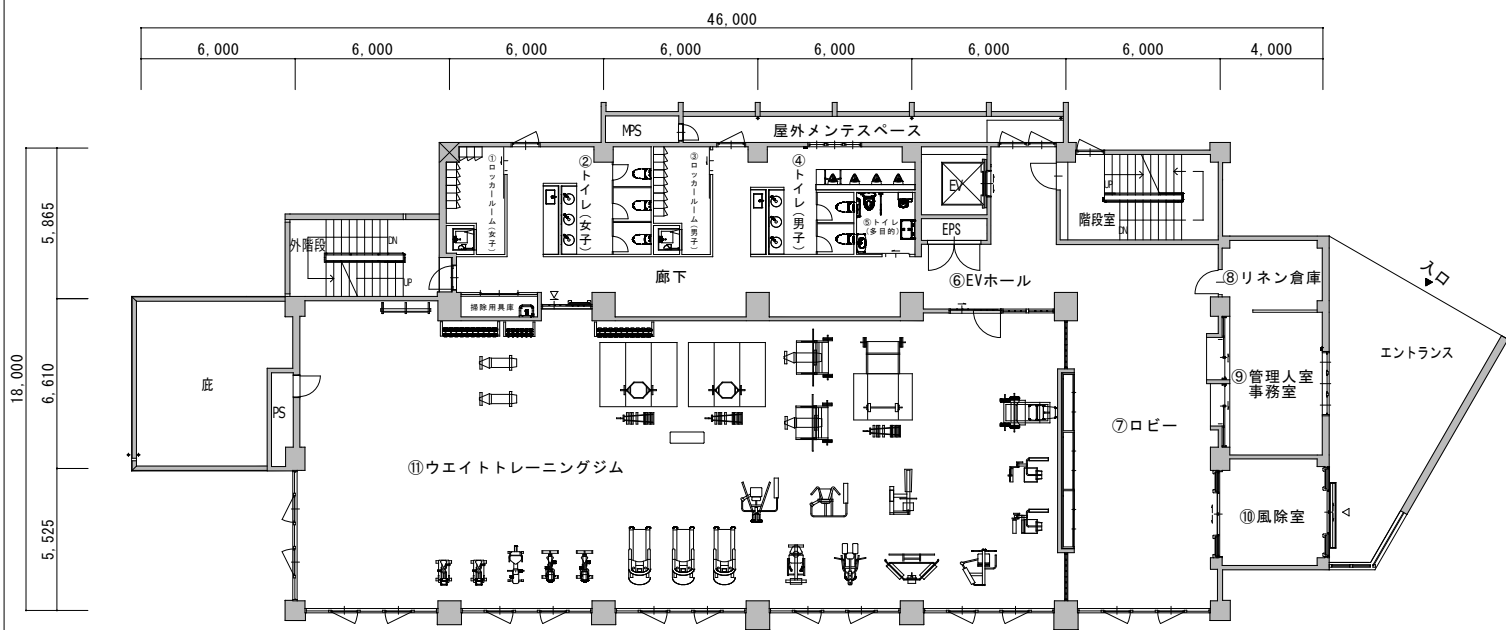 46,000
6,000
6,000
6,000
6,000
6,000
6,000
6,000
4,000
18,000
5,865
6,610
5,525
MPS
屋外メンテスペース
①ロッカールーム(女子)
②トイレ(女子)
③ロッカールーム(男子)
④トイレ(男子)
⑤トイレ
(多目的)
EV
EPS
UP
階段室
DN
外階段
DN
UP
廊下
⑥EVホール
⑧リネン倉庫
入口
掃除用具庫
エントランス
庇
PS
⑨管理人室
事務室
⑦ロビー
⑪ウエイトトレーニングジム
⑩風除室